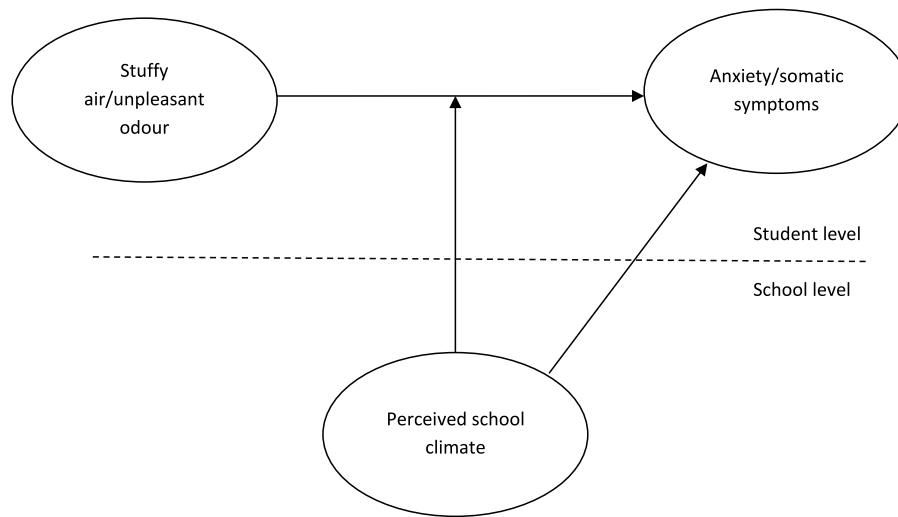 Stuffy
air/unpleasant
odour
Anxiety/somatic
symptoms
Student level
School level
Perceived school
climate